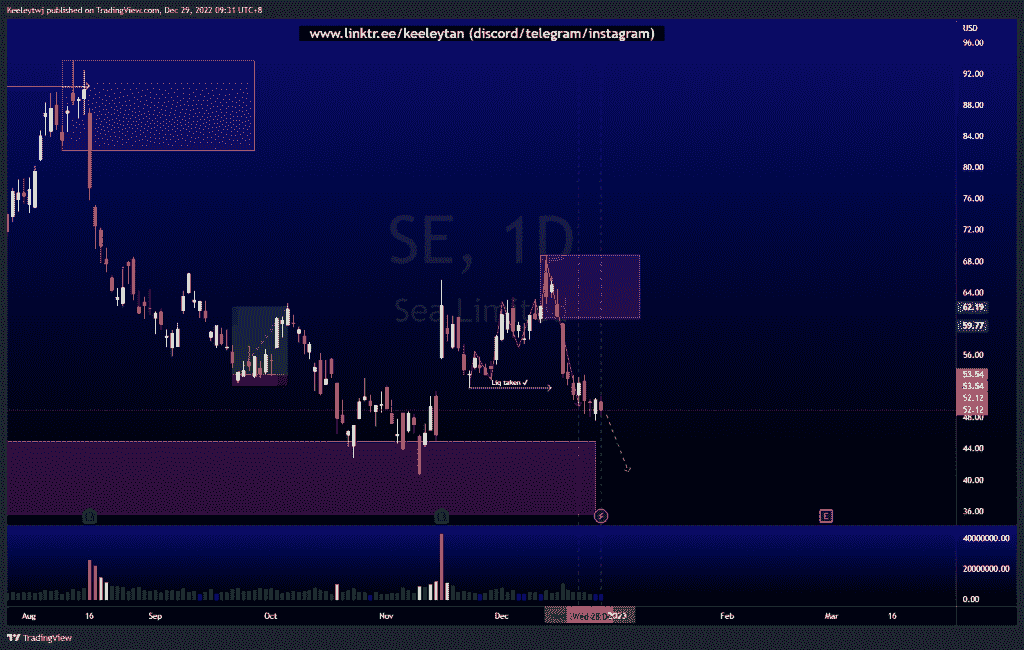 Keeleytwj published on TradingView.com, Dec 29, 2022 09:31 UTC+8
www.linktr.ee/keeleytan (discord/telegram/instagram)
USD
96.00
92.00
88.00
84.00
80.00
76.00
72.00
68.00
64.00
62.19
59.77
56.00
53.54
53.54
52.12
52.12
48.00
44.00
40.00
36.00
SE, 1D
Sea Limited
Liq taken ✓
E
40000000.00
20000000.00
0.00
Aug 16 Sep Oct Nov Dec Wed 28 2023 Feb Mar 16
TradingView